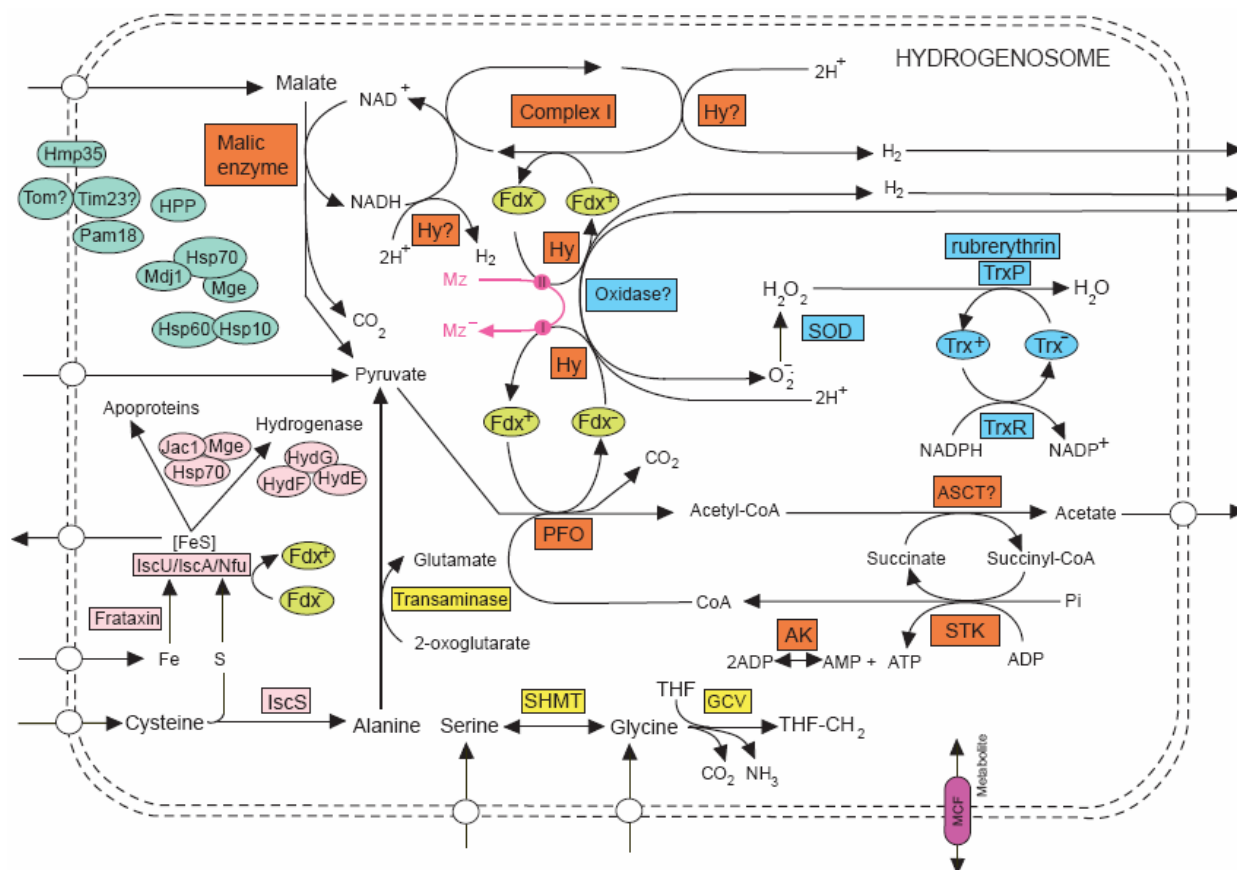 HYDROGENOSOME
Malate
NAD+
Complex I
2H+
Hy?
H2
Malic
enzyme
Hmp35
Tom?
Tim23?
HPP
Pam18
Hsp70
Mdj1
Mge
Hsp60
Hsp10
NADH
Hy?
2H+
H2
Fdx-
Fdx+
Hy
H2
Mz
II
Oxidase?
Mz-
I
Hy
rubrerythrin
TrxP
H2O2
H2O
SOD
Trx+
Trx-
O2-:
2H+
TrxR
NADPH
NADP+
CO2
Pyruvate
Fdx+
Fdx-
CO2
Apoproteins
Hydrogenase
Jac1
Mge
Hsp70
HydG
HydF
HydE
[FeS]
IscU/IscA/Nfu
Fdx+
Fdx-
Frataxin
Fe
S
Glutamate
Transaminase
2-oxoglutarate
PFO
Acetyl-CoA
ASCT?
Acetate
Succinate
Succinyl-CoA
CoA
Pi
AK
STK
2ADP
AMP +
ATP
ADP
Cysteine
IscS
Alanine
Serine
SHMT
Glycine
THF
GCV
THF-CH2
CO2
NH3
MCF
Metabolite